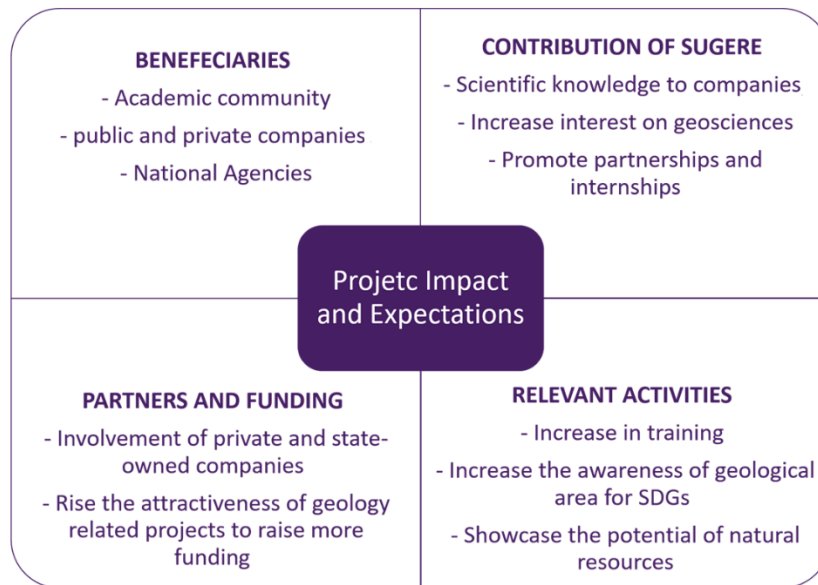 BENEFECIARIES
- Academic community
- public and private companies
- National Agencies
CONTRIBUTION OF SUGERE
- Scientific knowledge to companies
- Increase interest on geosciences
- Promote partnerships and
internships
Projetc Impact
and Expectations
PARTNERS AND FUNDING
- Involvement of private and state-
owned companies
- Rise the attractiveness of geology
related projects to raise more
funding
RELEVANT ACTIVITIES
- Increase in training
- Increase the awareness of geological
area for SDGs
- Showcase the potential of natural
resources